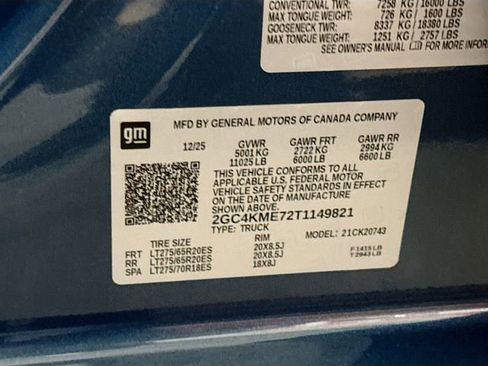 CONVENTIONAL TWR: 7258 KG / 16000 LBS
MAX TONGUE WEIGHT: 726 KG / 1600 LBS
GOOSENECK TWR: 8337 KG / 18380 LBS
MAX TONGUE WEIGHT: 1251 KG / 2757 LBS
SEE OWNER'S MANUAL FOR
gm
MFD BY GENERAL MOTORS OF CANADA COMPANY
12/25 GVWR GAWR FRT GAWR RR
5001 KG 2722 KG 2994 KG
11025 LB 6000 LB 6600 LB
THIS VEHICLE CONFORMS TO ALL
APPLICABLE U.S. FEDERAL MOTOR
VEHICLE SAFETY STANDARDS IN EFFECT
ON THE DATE OF MANUFACTURE
SHOWN ABOVE.
2GC4KME72T1149821
TYPE: TRUCK MODEL: 21CK20743
TIRE SIZE RIM
FRT LT275/65R20ES 20X8.5J F 1415 LB
RR LT275/65R20ES 20X8.5J T 2943 LB
SPA LT275/70R18ES 18X8J